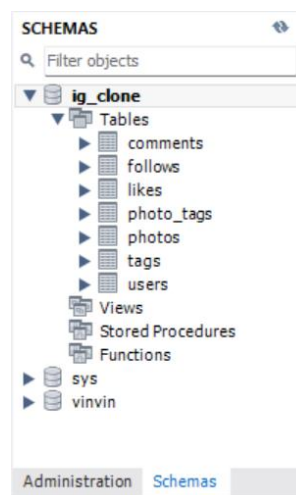 SCHEMAS
Filter objects
ig_clone
Tables
comments
follows
likes
photo_tags
photos
tags
users
Views
Stored Procedures
Functions
sys
vinvin
Administration Schemas